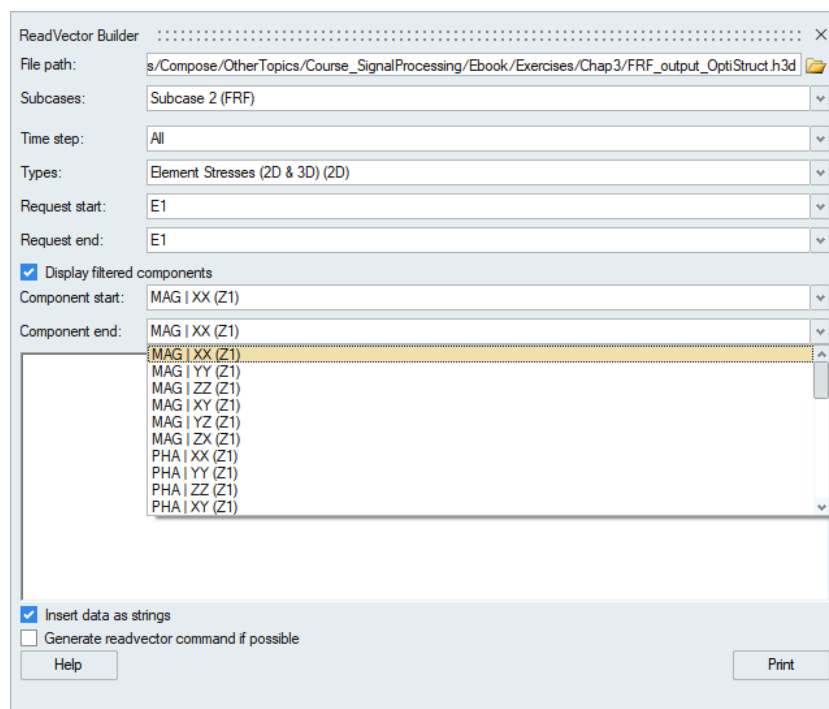 ReadVector Builder
File path: s/Compose/OtherTopics/Course_SignalProcessing/Ebook/Exercises/Chap3/FRF_output_OptiStruct.h3d
Subcases: Subcase 2 (FRF)
Time step: All
Types: Element Stresses (2D & 3D) (2D)
Request start: E1
Request end: E1
Display filtered components
Component start: MAG | XX (Z1)
Component end: MAG | XX (Z1)
MAG | XX (Z1)
MAG | YY (Z1)
MAG | ZZ (Z1)
MAG | XY (Z1)
MAG | YZ (Z1)
MAG | ZX (Z1)
PHA | XX (Z1)
PHA | YY (Z1)
PHA | ZZ (Z1)
PHA | XY (Z1)
Insert data as strings
Generate readvector command if possible
Help Print